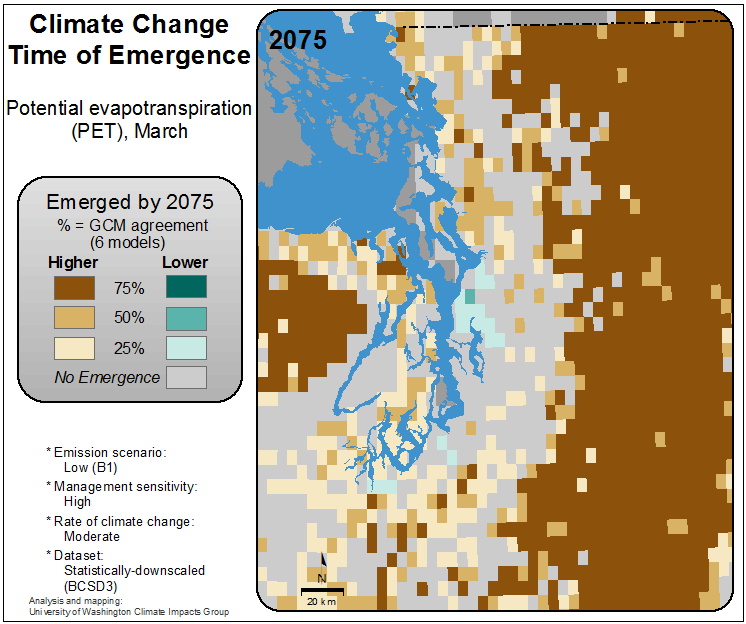 Climate Change
Time of Emergence
Potential evapotranspiration
(PET), March
Emerged by 2075
% = GCM agreement
(6 models)
Higher Lower
75%
50%
25%
No Emergence
* Emission scenario:
Low (B1)
* Management sensitivity:
High
* Rate of climate change:
Moderate
* Dataset:
Statistically-downscaled
(BCSD3)
Analysis and mapping:
University of Washington Climate Impacts Group
2075
N
20 km